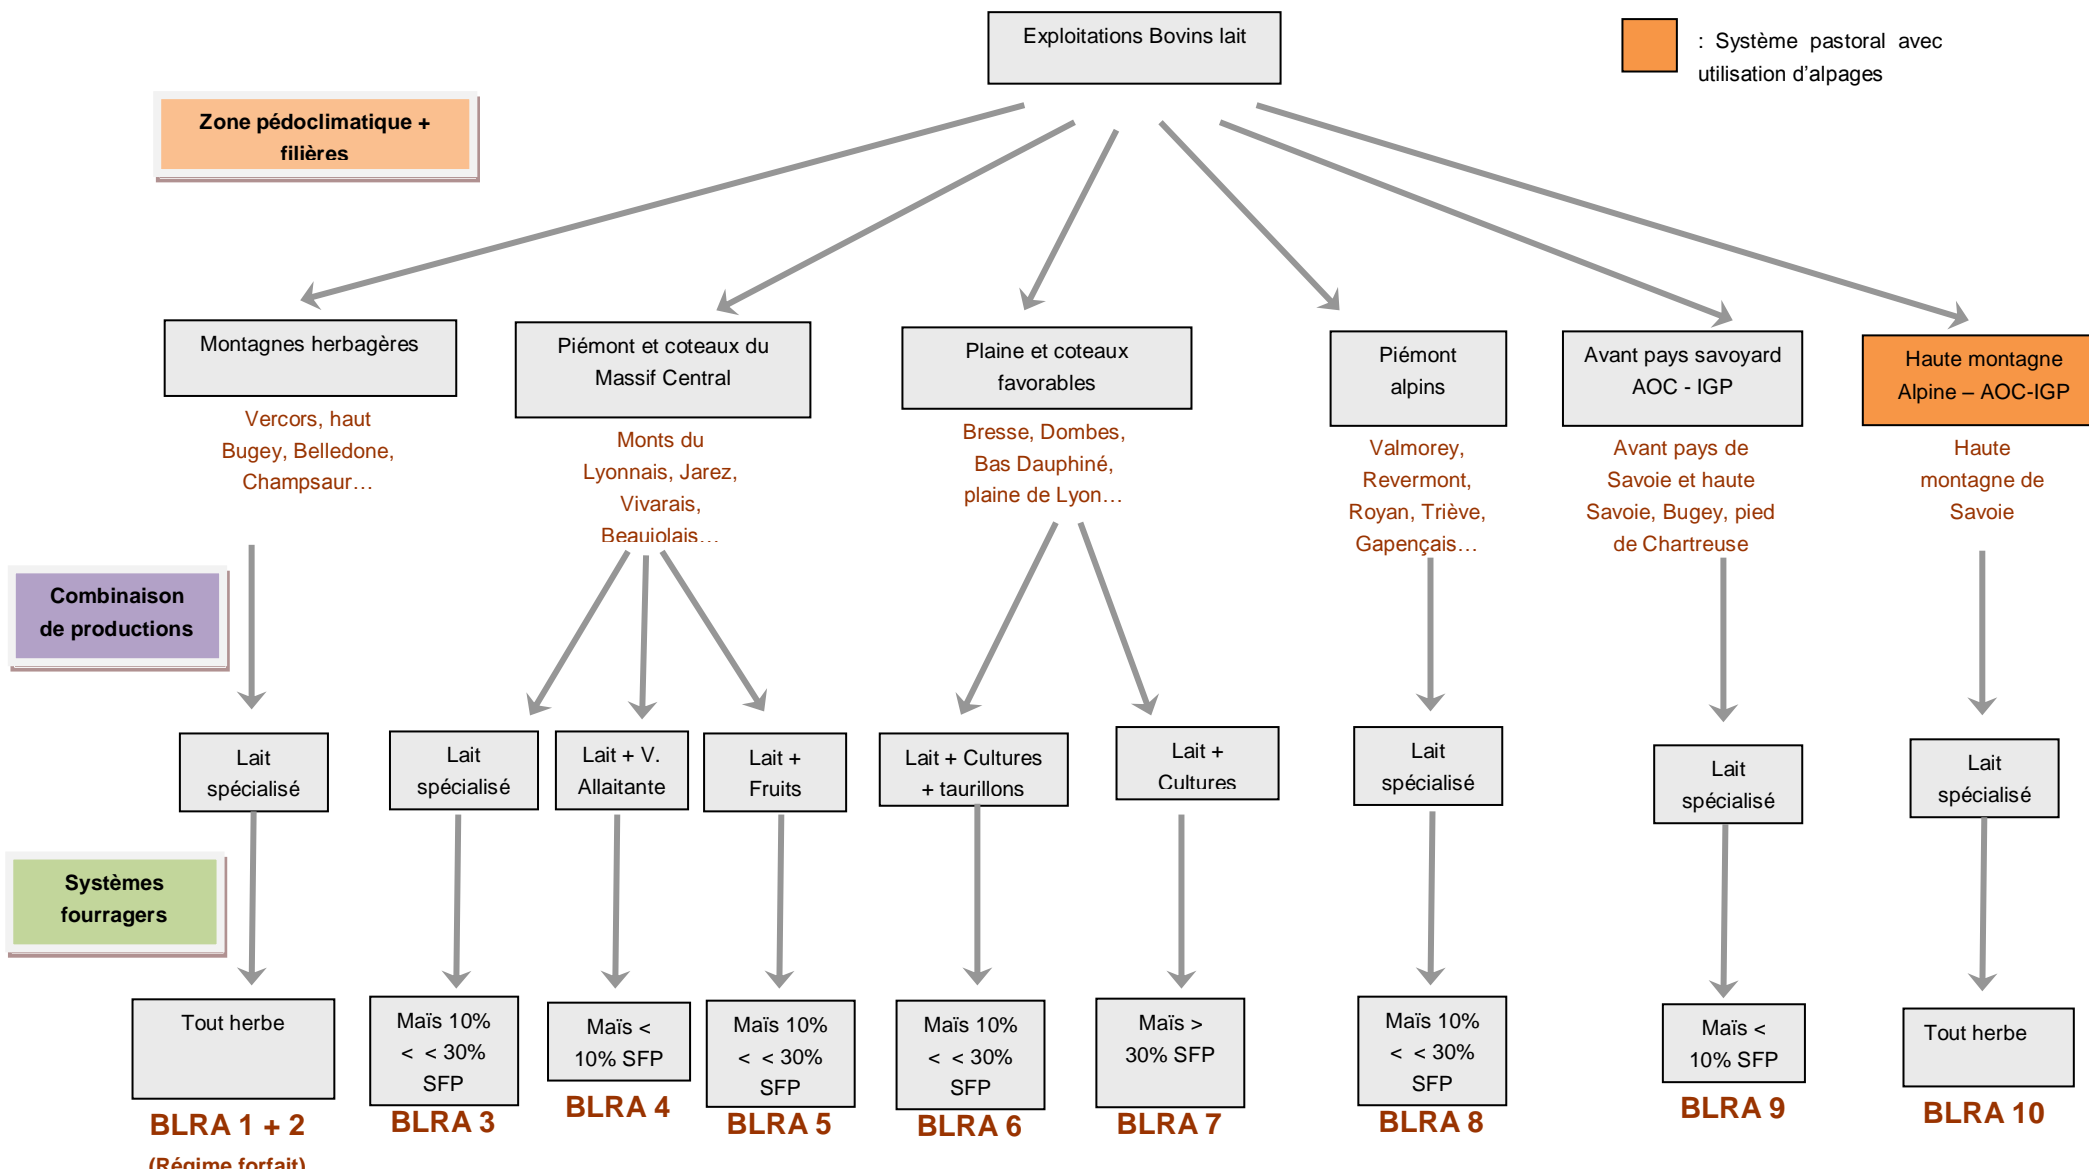 Exploitations Bovins lait
: Système pastoral avec
utilisation d'alpages
Zone pédoclimatique +
filières
Montagnes herbagères
Vercors, haut
Bugey, Belledone,
Champsaur…
Piémont et coteaux du
Massif Central
Monts du
Lyonnais, Jarez,
Vivarais,
Beaujolais…
Plaine et coteaux
favorables
Bresse, Dombes,
Bas Dauphiné,
plaine de Lyon…
Piémont
alpins
Valmorey,
Revermont,
Royan, Triève,
Gapençais…
Avant pays savoyard
AOC - IGP
Avant pays de
Savoie et haute
Savoie, Bugey, pied
de Chartreuse
Haute montagne
Alpine – AOC-IGP
Haute
montagne de
Savoie
Combinaison
de productions
Lait
spécialisé
Lait
spécialisé
Lait + V.
Allaitante
Lait +
Fruits
Lait + Cultures
+ taurillons
Lait +
Cultures
Lait
spécialisé
Lait
spécialisé
Lait
spécialisé
Systèmes
fourragers
Tout herbe
BLRA 1 + 2
(Régime forfait)
Maïs 10%
< < 30%
SFP
BLRA 3
Maïs <
10% SFP
BLRA 4
Maïs 10%
< < 30%
SFP
BLRA 5
Maïs 10%
< < 30%
SFP
BLRA 6
Maïs >
30% SFP
BLRA 7
Maïs 10%
< < 30%
SFP
BLRA 8
Maïs <
10% SFP
BLRA 9
Tout herbe
BLRA 10